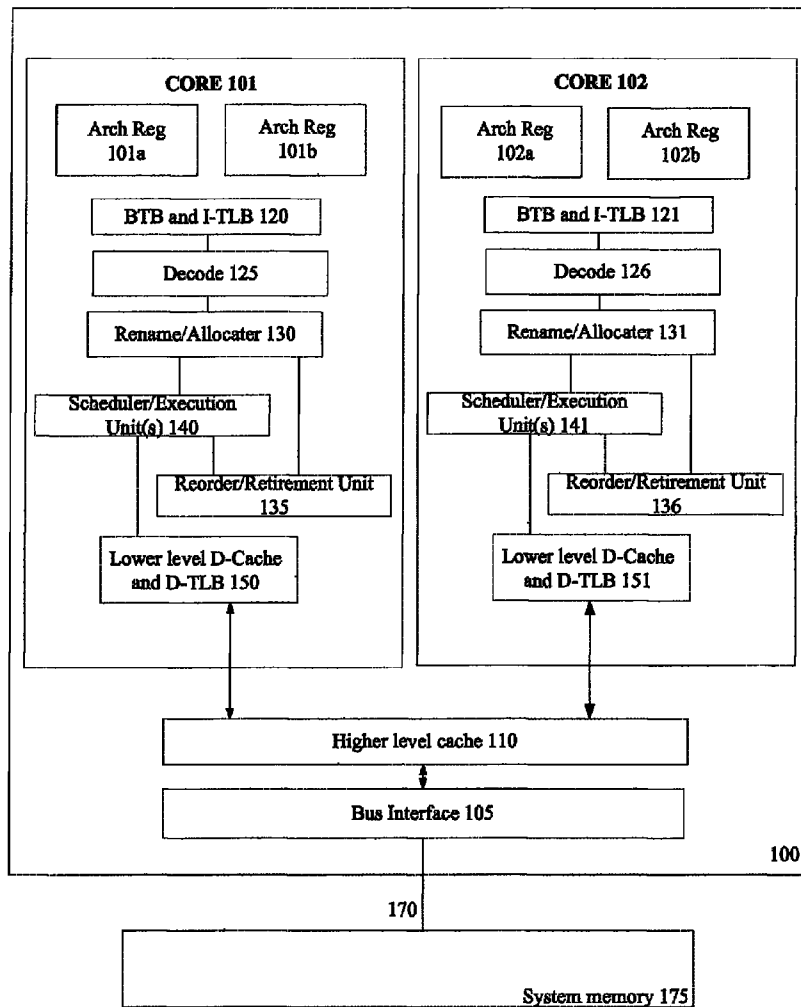 CORE 101
Arch Reg
101a
Arch Reg
101b
BTB and I-TLB 120
Decode 125
Rename/Allocater 130
Scheduler/Execution
Unit(s) 140
Reorder/Retirement Unit
135
Lower level D-Cache
and D-TLB 150
CORE 102
Arch Reg
102a
Arch Reg
102b
BTB and I-TLB 121
Decode 126
Rename/Allocater 131
Scheduler/Execution
Unit(s) 141
Reorder/Retirement Unit
136
Lower level D-Cache
and D-TLB 151
Higher level cache 110
Bus Interface 105
100
170
System memory 175